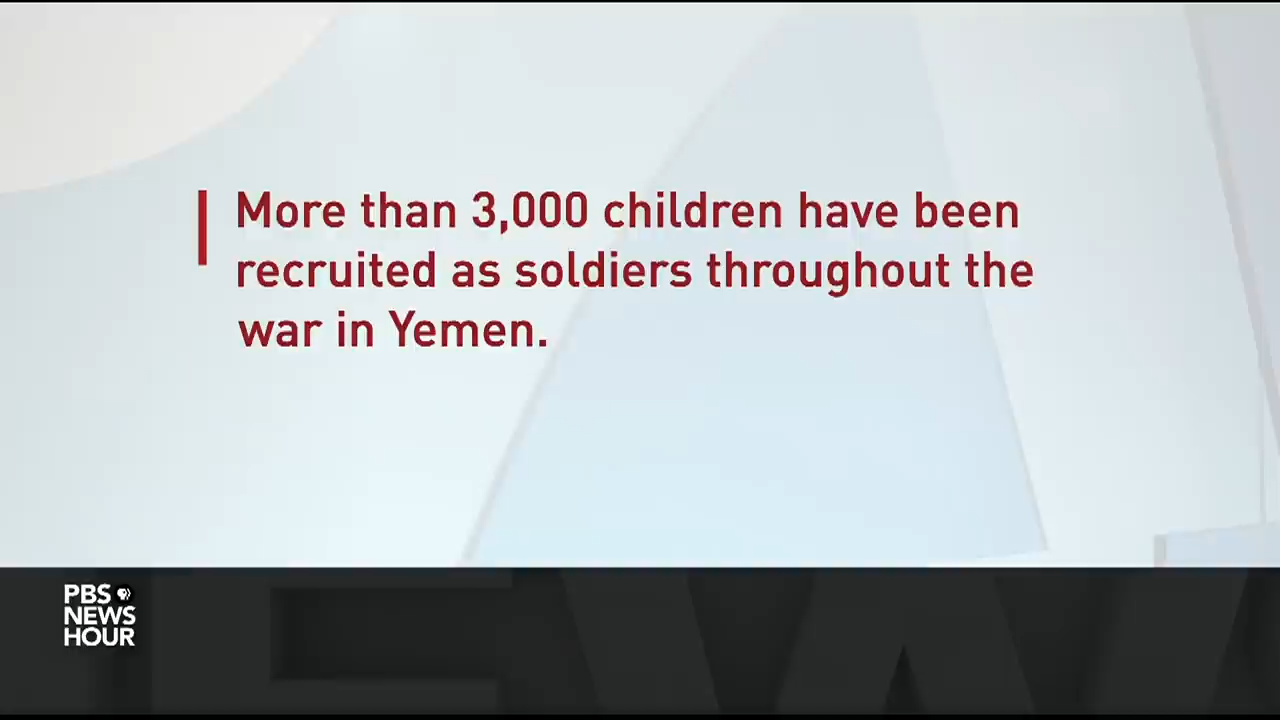 More than 3,000 children have been
recruited as soldiers throughout the
war in Yemen.
PBS
NEWS
HOUR